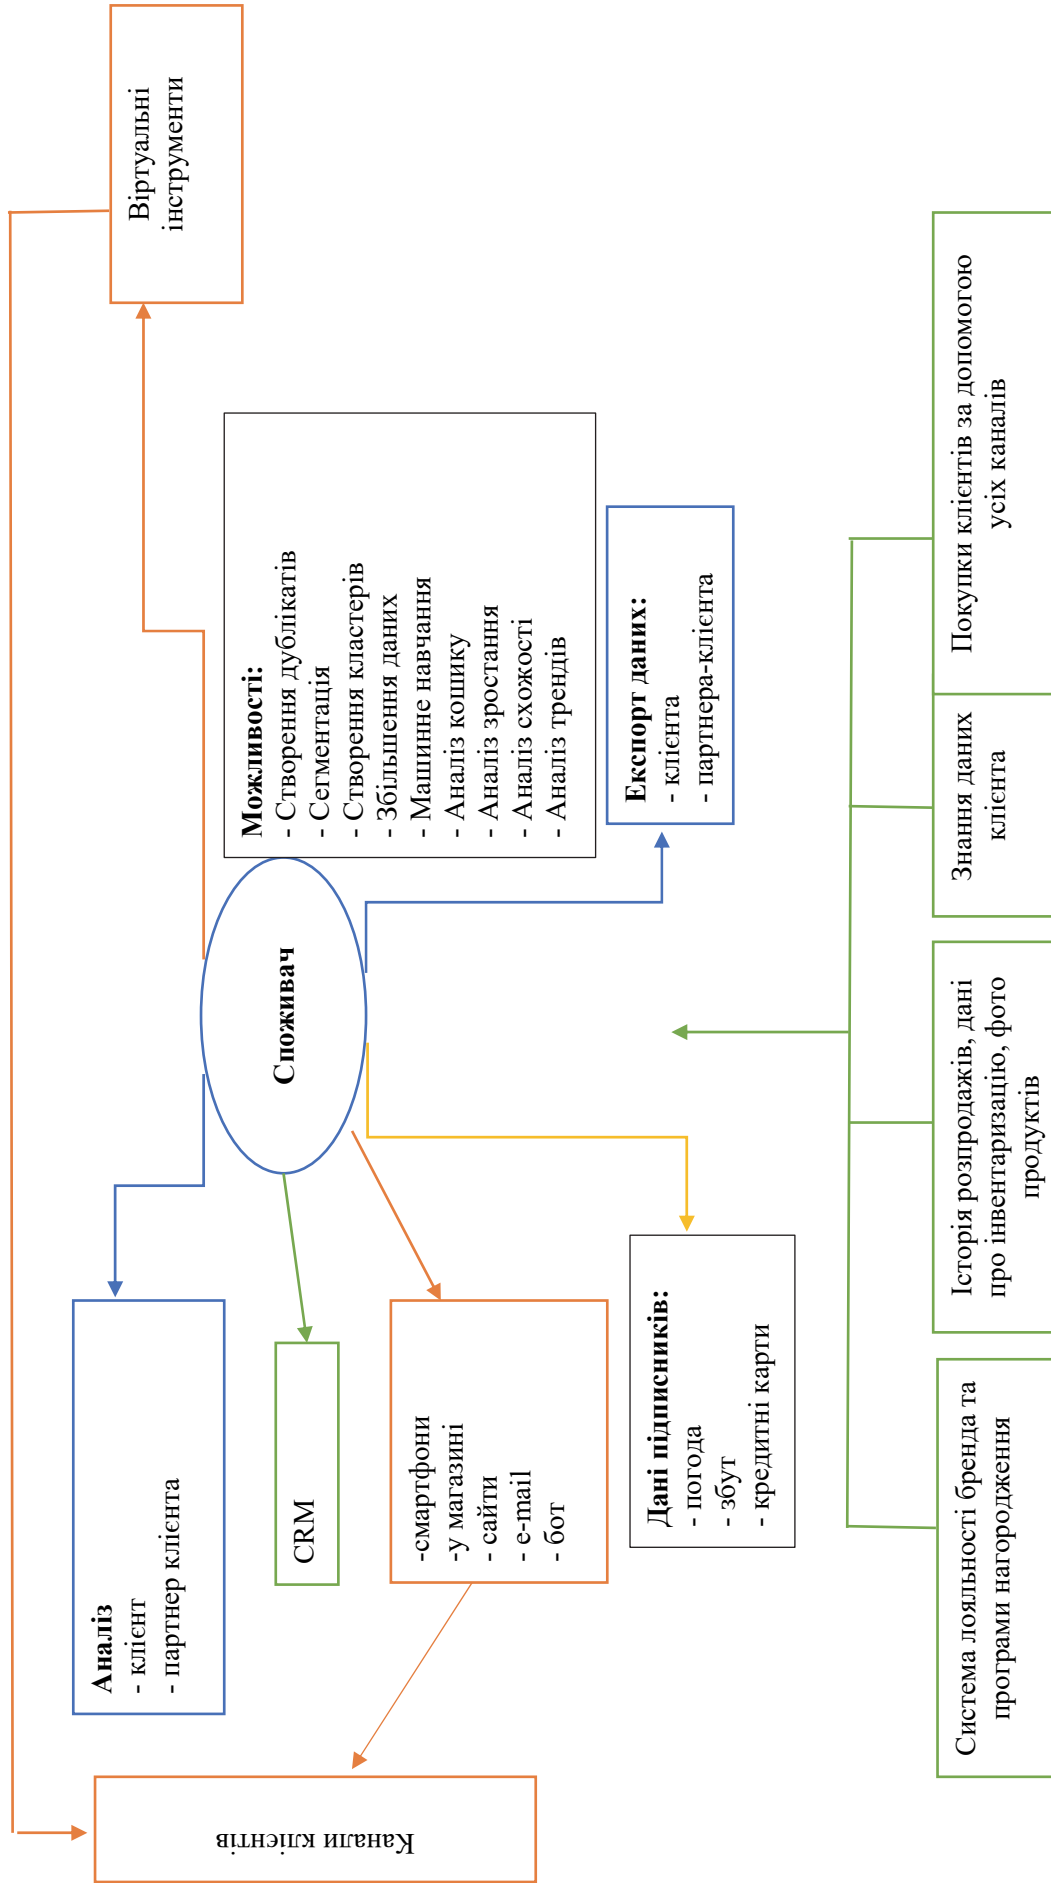 Канали клієнтів
Аналіз
- клієнт
- партнер клієнта
Віртуальні
інструменти
CRM
Споживач
Можливості:
- Створення дублікатів
- Сегментація
- Створення кластерів
- Збільшення даних
- Машинне навчання
- Аналіз кошику
- Аналіз зростання
- Аналіз схожості
- Аналіз трендів
-смартфони
-у магазині
- сайти
- e-mail
- бот
Дані підписників:
- погода
- збут
- кредитні карти
Експорт даних:
- клієнта
- партнера-клієнта
Система лояльності бренда та
програми нагородження
Історія розпродажів, дані
про інвентаризацію, фото
продуктів
Знання даних
клієнта
Покупки клієнтів за допомогою
усіх каналів